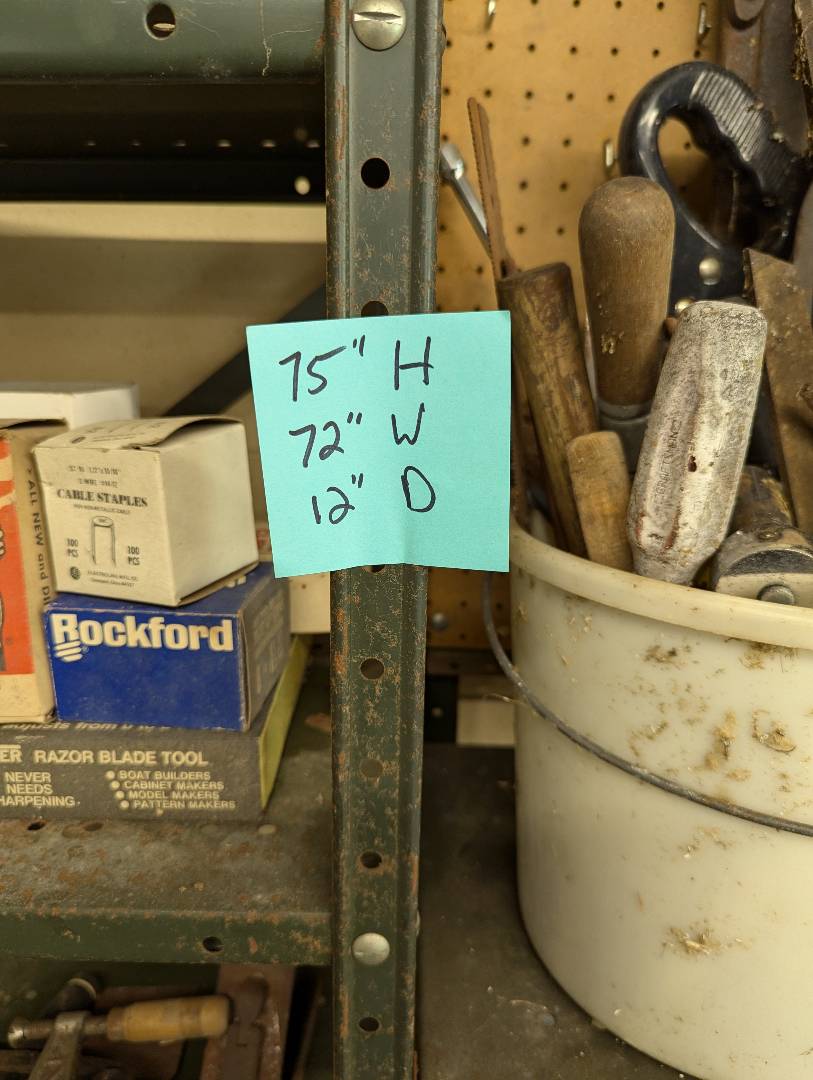 75" H
72" W
12" D
CABLE STAPLES
100 PCS
100 PCS
ALL NEW and
Rockford
RAZOR BLADE TOOL
NEVER
NEEDS
SHARPENING.
• BOAT BUILDERS
• CABINET MAKERS
• MODEL MAKERS
• PATTERN MAKERS